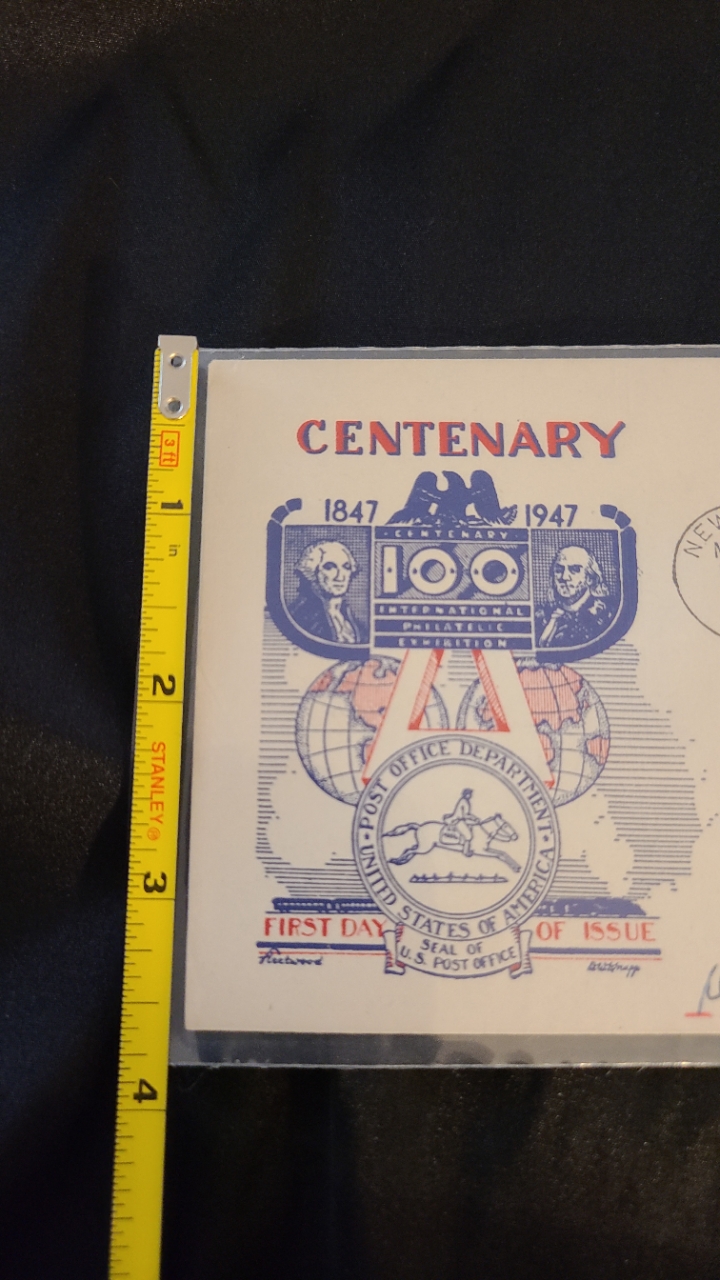 CENTENARY
1847 1947
CENTENARY
100
INTERNATIONAL
PHILATELIC
EXHIBITION
POST OFFICE DEPARTMENT
UNITED STATES OF AMERICA
FIRST DAY OF ISSUE
SEAL OF
U.S. POST OFFICE
Fleetwood
NEW
3 ft
1
in
2
STANLEY®
3
4